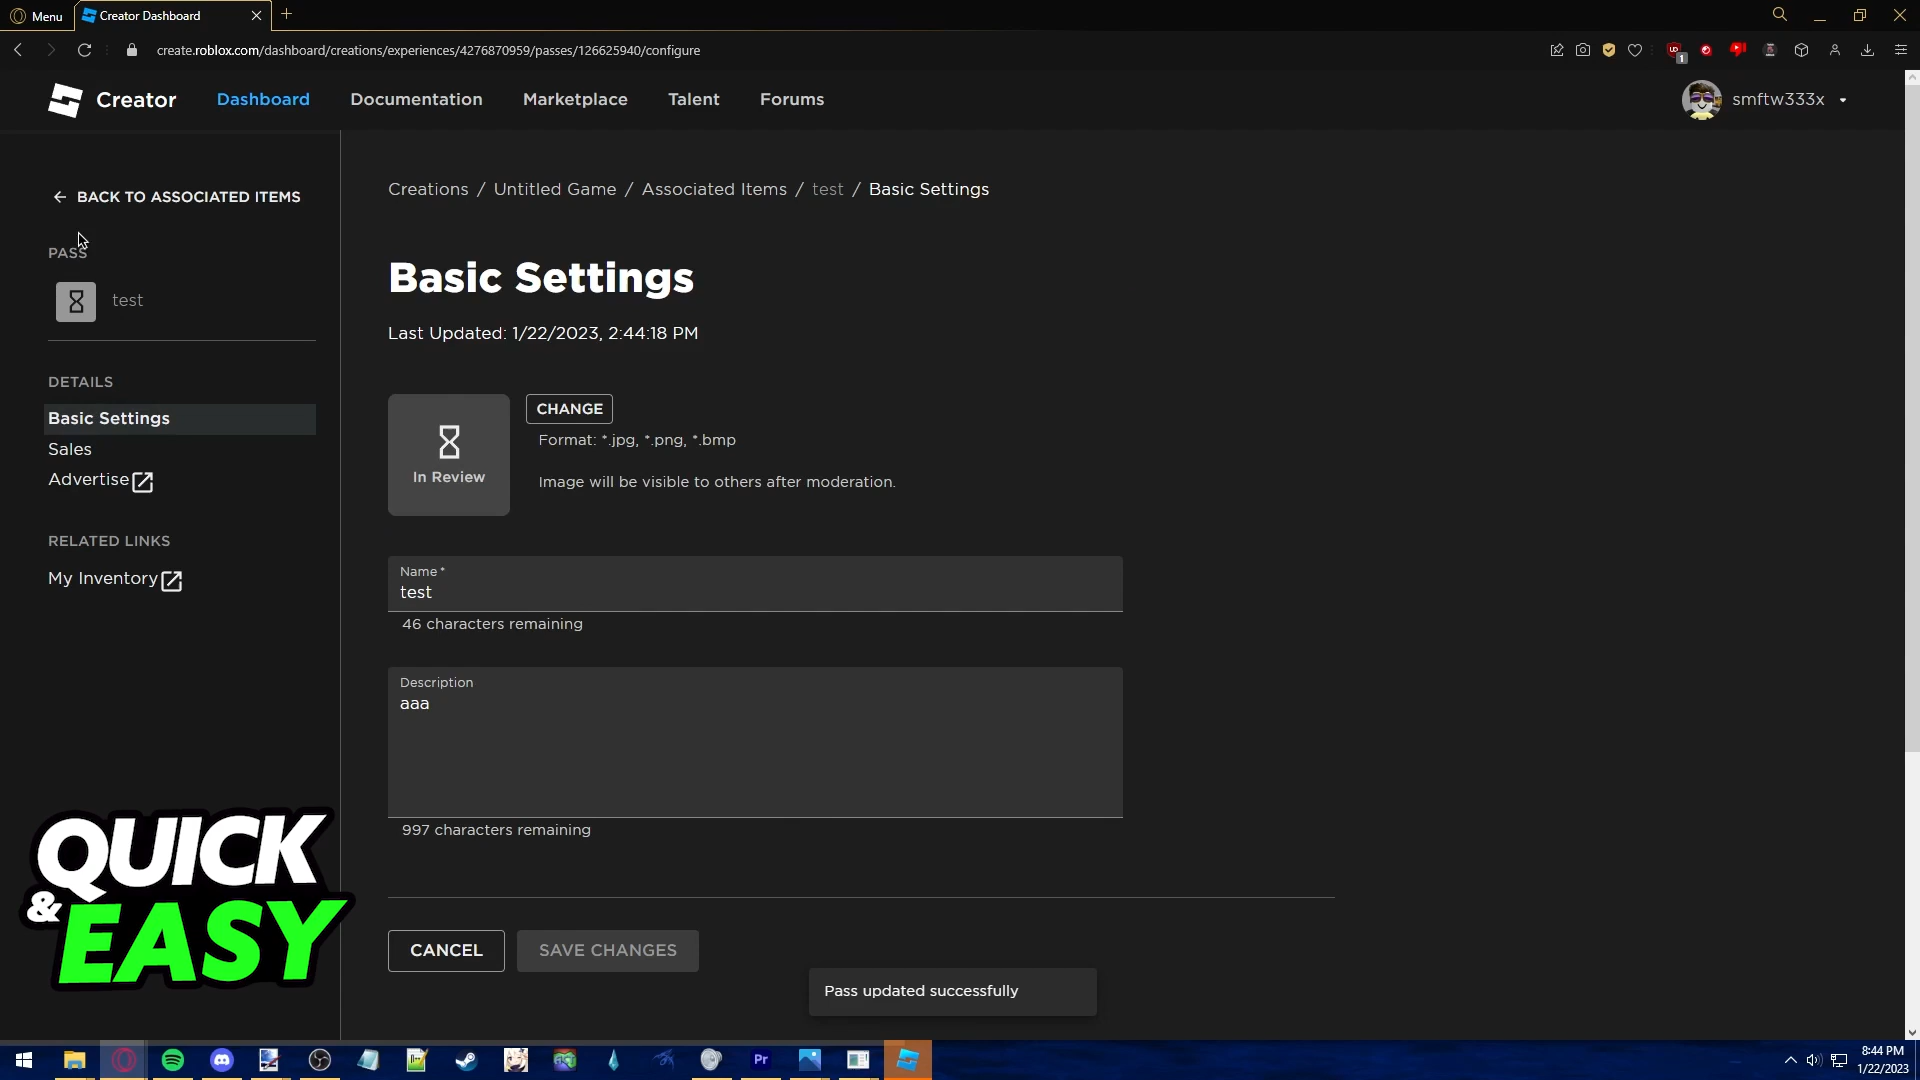 Menu
Creator Dashboard
create.roblox.com/dashboard/creations/experiences/4276870959/passes/126625940/configure
1
Creator
Dashboard
Documentation
Marketplace
Talent
Forums
smftw333x
BACK TO ASSOCIATED ITEMS
PASS
test
DETAILS
Basic Settings
Sales
Advertise
RELATED LINKS
My Inventory
Creations / Untitled Game / Associated Items / test / Basic Settings
Basic Settings
Last Updated: 1/22/2023, 2:44:18 PM
In Review
CHANGE
Format: *.jpg, *.png, *.bmp
Image will be visible to others after moderation.
Name *
test
46 characters remaining
Description
aaa
997 characters remaining
CANCEL
SAVE CHANGES
Pass updated successfully
QUICK
& EASY
Pr
8:44 PM
1/22/2023